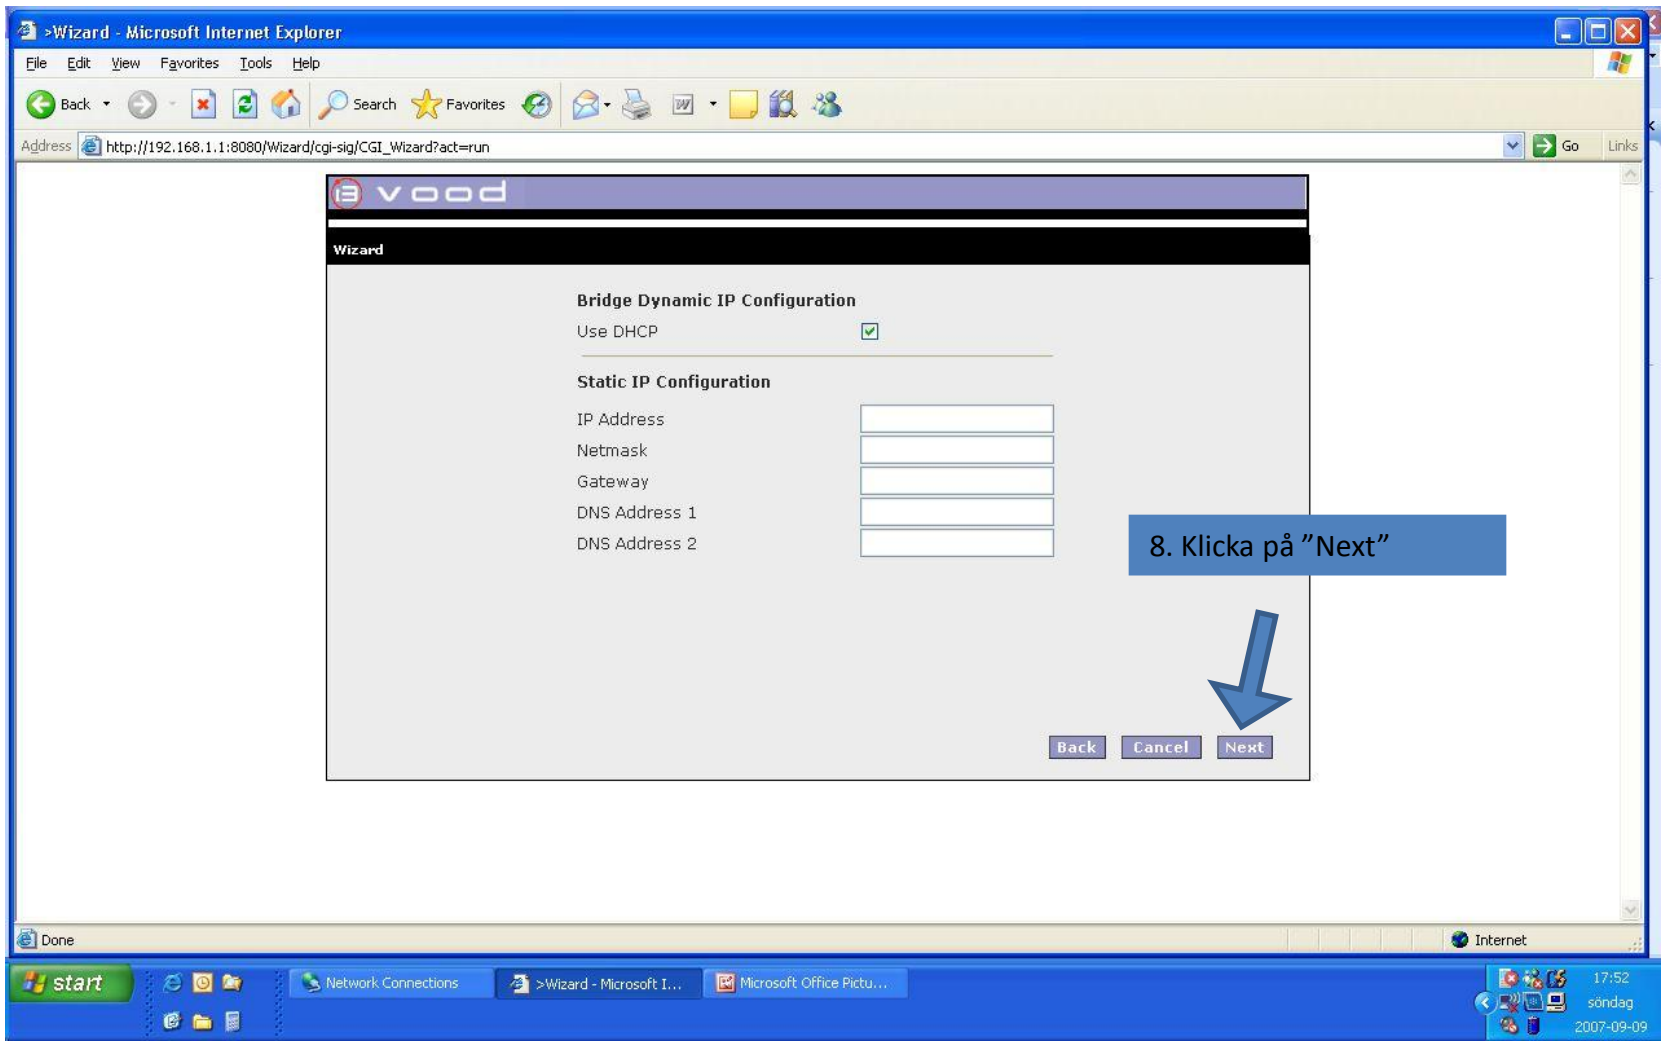 >Wizard - Microsoft Internet Explorer
File Edit View Favorites Tools Help
Back Search Favorites
Address http://192.168.1.1:8080/Wizard/cgi-sig/CGI_Wizard?act=run Go Links
vood
Wizard
Bridge Dynamic IP Configuration
Use DHCP
Static IP Configuration
IP Address
Netmask
Gateway
DNS Address 1
DNS Address 2
8. Klicka på ”Next”
Back Cancel Next
Done Internet
start Network Connections >Wizard - Microsoft I... Microsoft Office Pictu... 17:52
söndag
2007-09-09